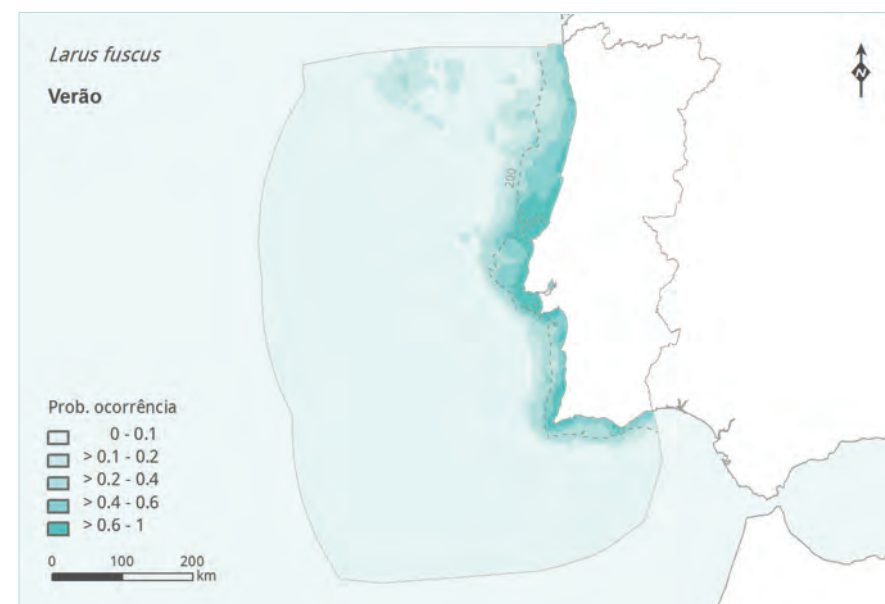 Larus fuscus
Verão
N
200
Prob. ocorrência
0 - 0.1
> 0.1 - 0.2
> 0.2 - 0.4
> 0.4 - 0.6
> 0.6 - 1
0 100 200
km